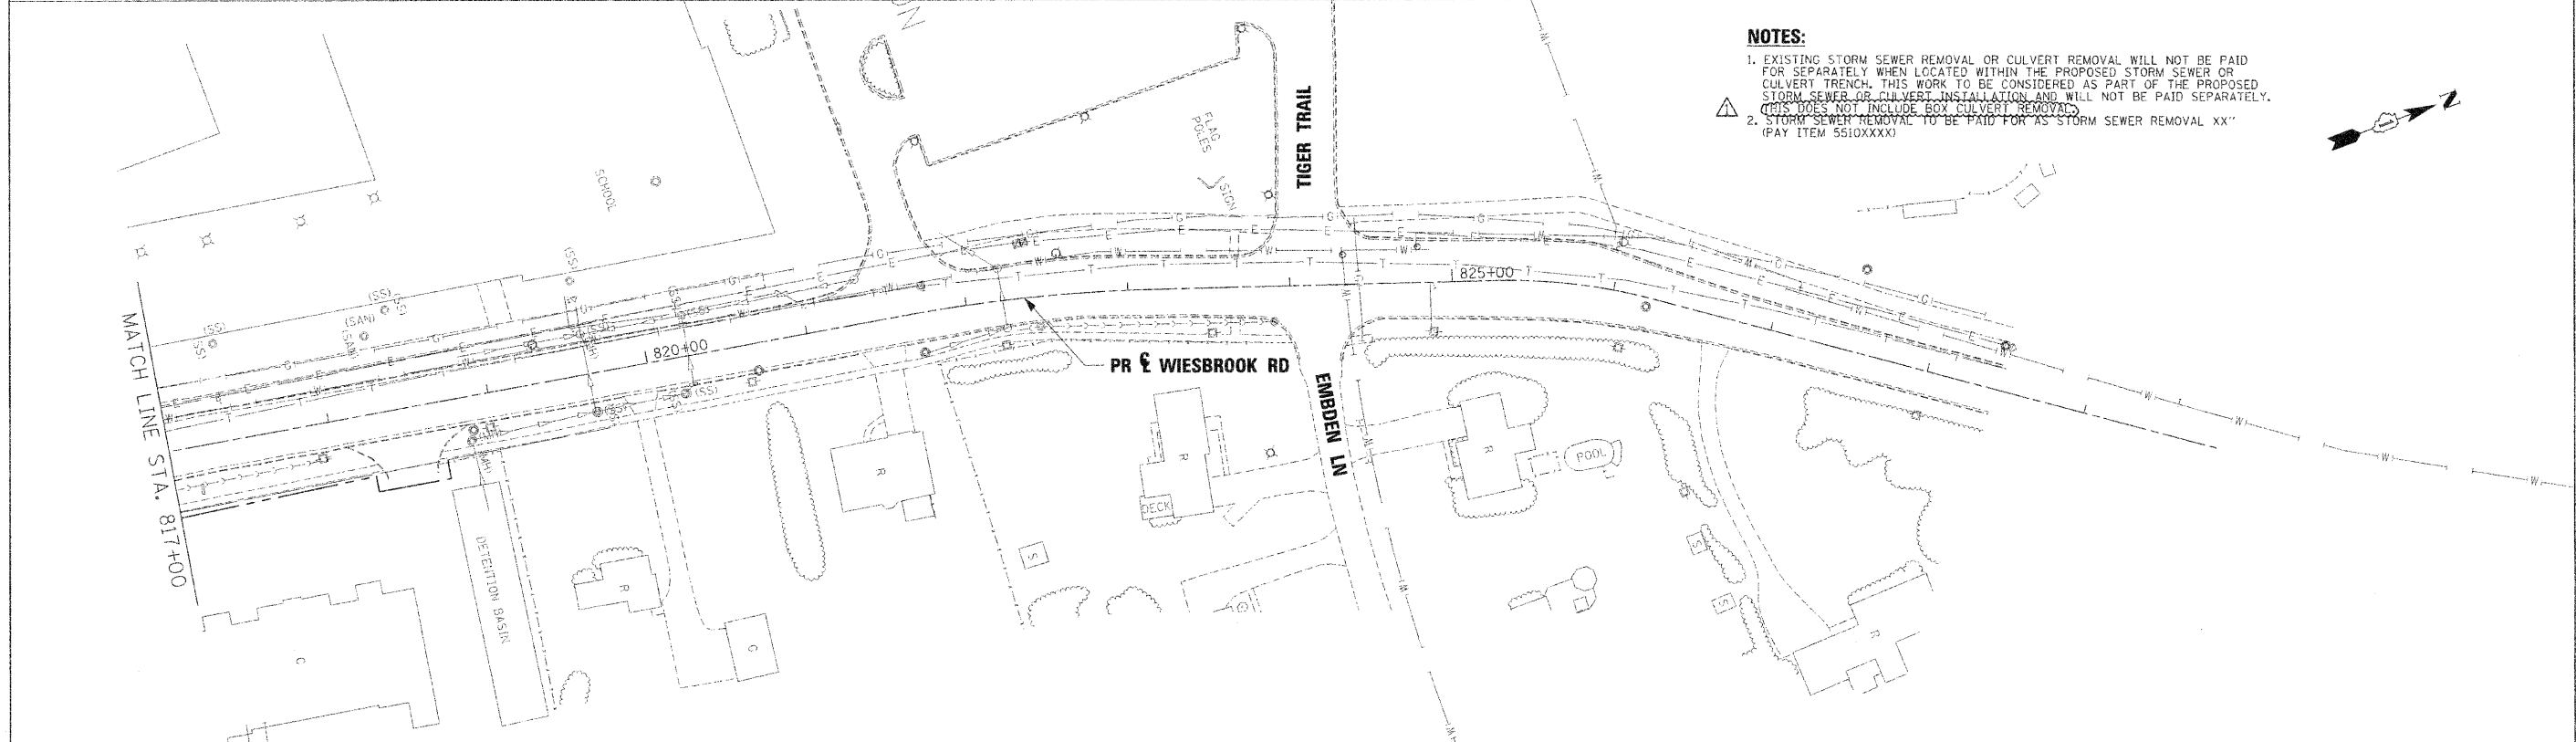 NOTES:
1. EXISTING STORM SEWER REMOVAL OR CULVERT REMOVAL WILL NOT BE PAID
FOR SEPARATELY WHEN LOCATED WITHIN THE PROPOSED STORM SEWER OR
CULVERT TRENCH. THIS WORK TO BE CONSIDERED AS PART OF THE PROPOSED
STORM SEWER OR CULVERT INSTALLATION AND WILL NOT BE PAID SEPARATELY.
THIS DOES NOT INCLUDE BOX CULVERT REMOVAL.
2. STORM SEWER REMOVAL TO BE PAID FOR AS STORM SEWER REMOVAL XX"
(PAY ITEM 5510XXXX)
TIGER TRAIL
FLAG
POLES
SIGN
SCHOOL
(SS)
(SS)
(SAN)
(SS)
820+00
825+00
PR ℄ WIESBROOK RD
EMBDEN LN
MATCH LINE STA. 817+00
DETENTION BASIN
DECK
POOL
R
R
R
R
R
S
S
S
G
C